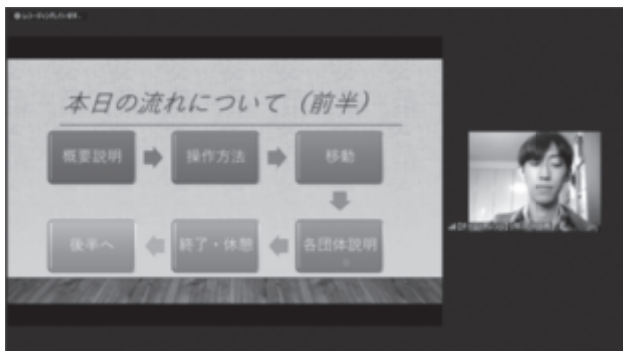 本日の流れについて（前半）
概要説明
操作方法
移動
各団体説明
終了・休憩
後半へ